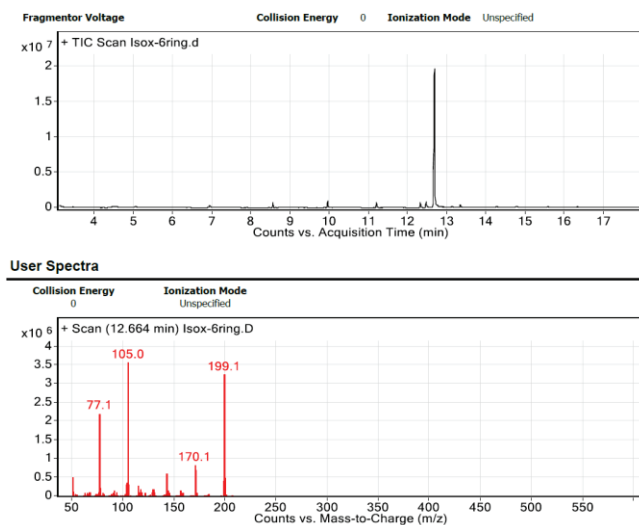 Fragmentor Voltage Collision Energy 0 Ionization Mode Unspecified
x10 7 + TIC Scan Isox-6ring.d
2
1.5
1
0.5
0
4 5 6 7 8 9 10 11 12 13 14 15 16 17
Counts vs. Acquisition Time (min)
User Spectra
Collision Energy Ionization Mode
0 Unspecified
x10 6 + Scan (12.664 min) Isox-6ring.D
4
3.5 105.0
199.1
3
2.5
77.1
2
1.5
1
170.1
0.5
0
50 100 150 200 250 300 350 400 450 500 550
Counts vs. Mass-to-Charge (m/z)